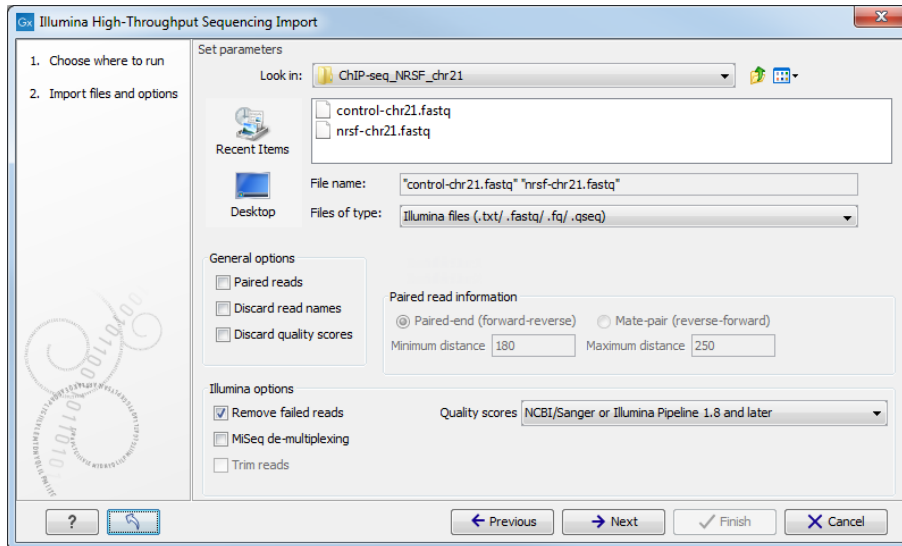 Gx Illumina High-Throughput Sequencing Import
1. Choose where to run
2. Import files and options
Set parameters
Look in: ChIP-seq_NRSF_chr21
control-chr21.fastq
nrsf-chr21.fastq
Recent Items
Desktop
File name: "control-chr21.fastq" "nrsf-chr21.fastq"
Files of type: Illumina files (.txt/ .fastq/ .fq/ .qseq)
General options
Paired reads
Discard read names
Discard quality scores
Paired read information
Paired-end (forward-reverse) Mate-pair (reverse-forward)
Minimum distance 180 Maximum distance 250
Illumina options
Remove failed reads Quality scores NCBI/Sanger or Illumina Pipeline 1.8 and later
MiSeq de-multiplexing
Trim reads
? Previous Next Finish Cancel